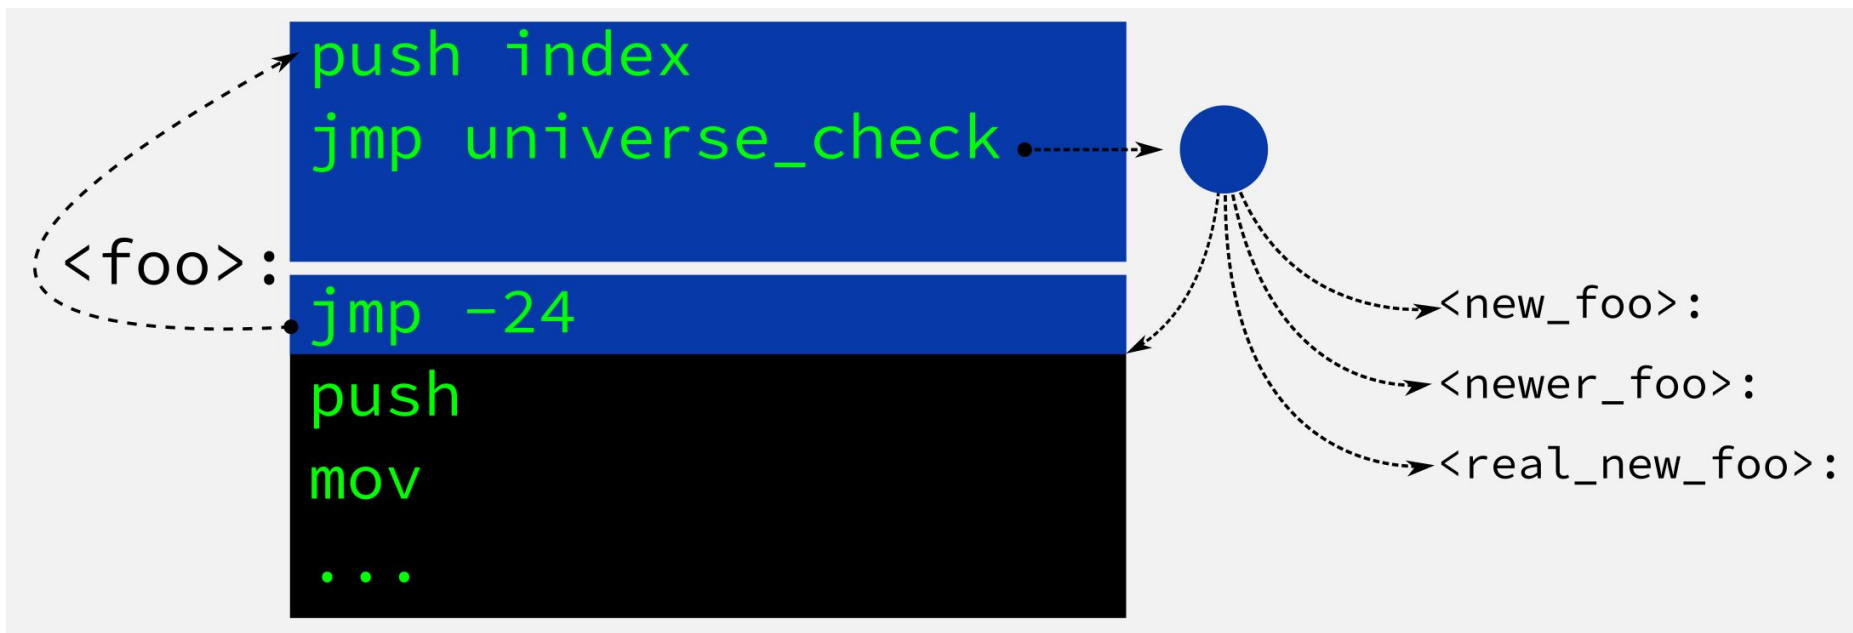 push index
jmp universe_check
<foo>:
jmp -24
push
mov
...
<new_foo>:
<newer_foo>:
<real_new_foo>: